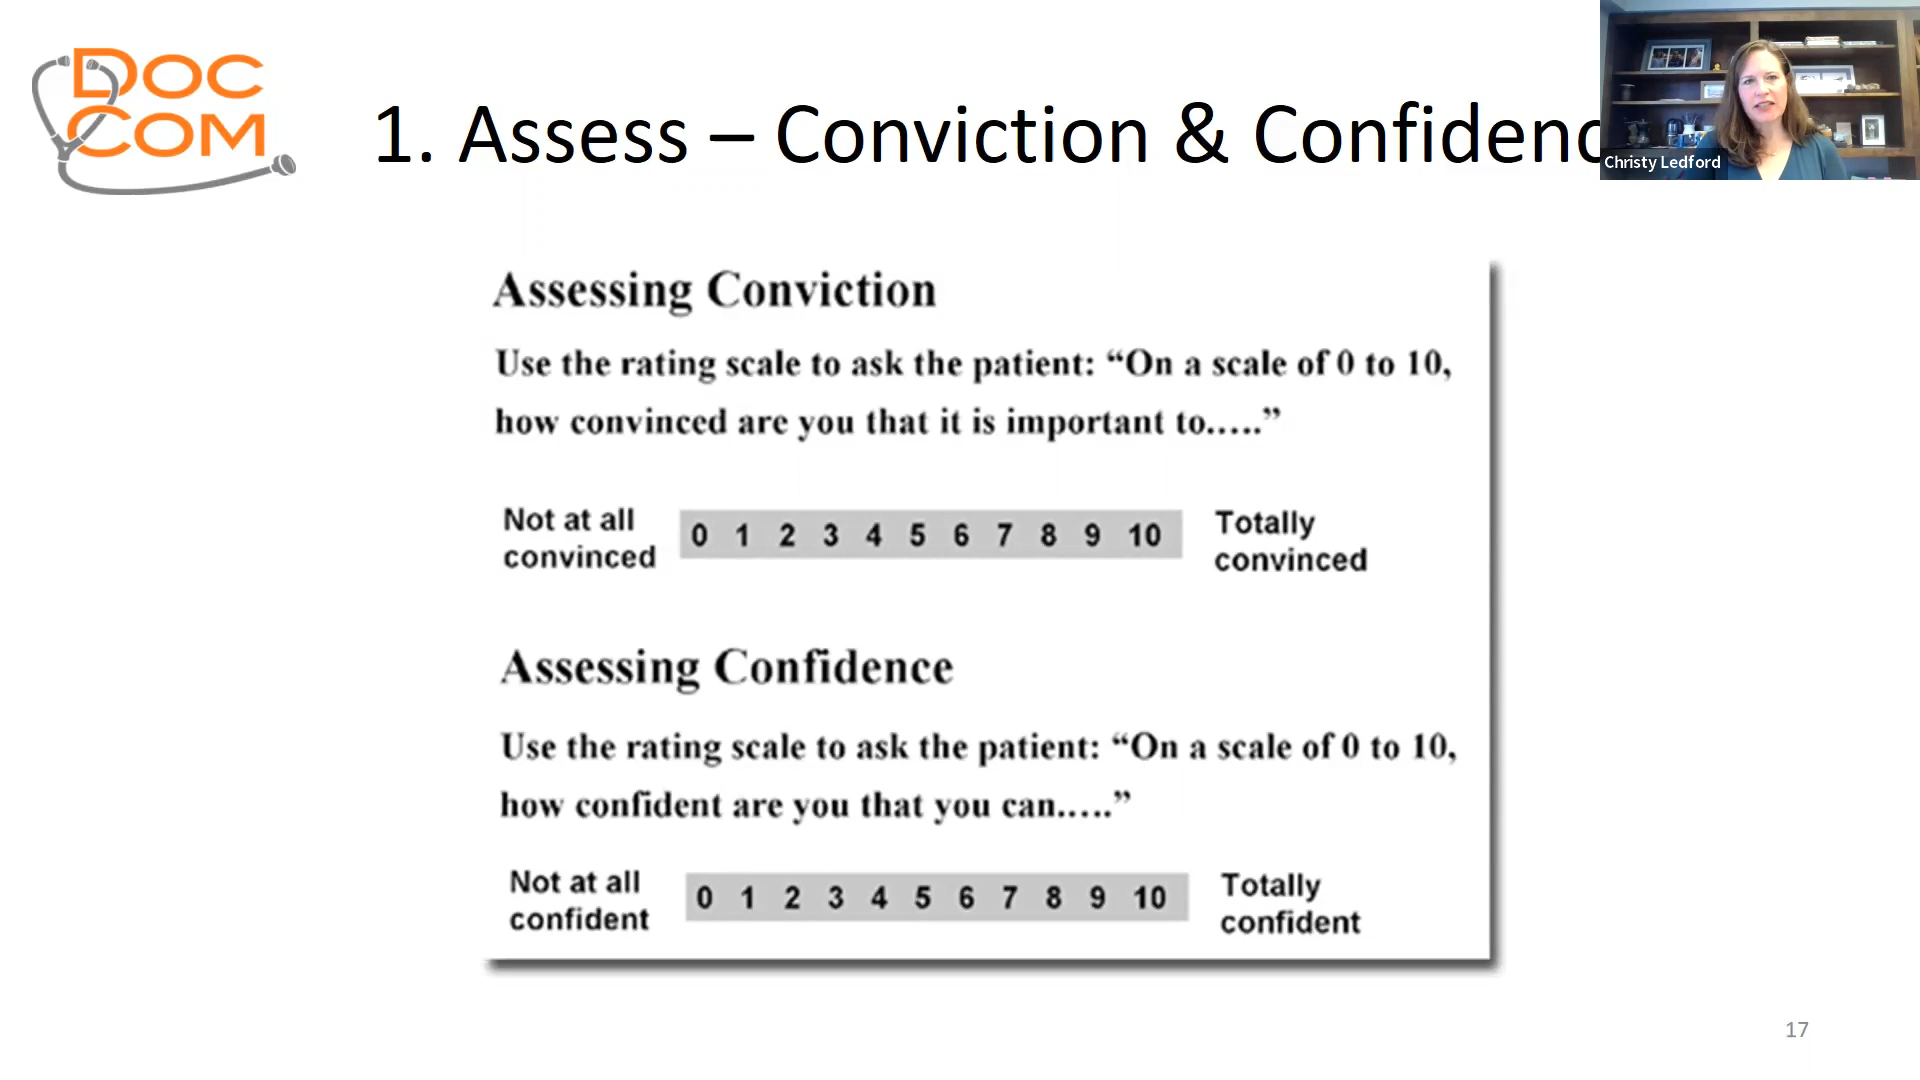 DOC
COM
1. Assess – Conviction & Confidenc
Christy Ledford
Assessing Conviction
Use the rating scale to ask the patient: “On a scale of 0 to 10,
how convinced are you that it is important to.....”
Not at all
convinced
0 1 2 3 4 5 6 7 8 9 10
Totally
convinced
Assessing Confidence
Use the rating scale to ask the patient: “On a scale of 0 to 10,
how confident are you that you can.....”
Not at all
confident
0 1 2 3 4 5 6 7 8 9 10
Totally
confident
17